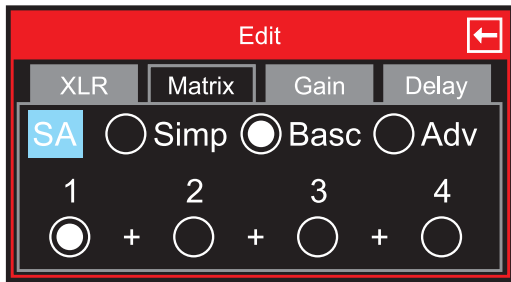 Edit
XLR Matrix Gain Delay
SA Simp Basc Adv
1 2 3 4
+ + +